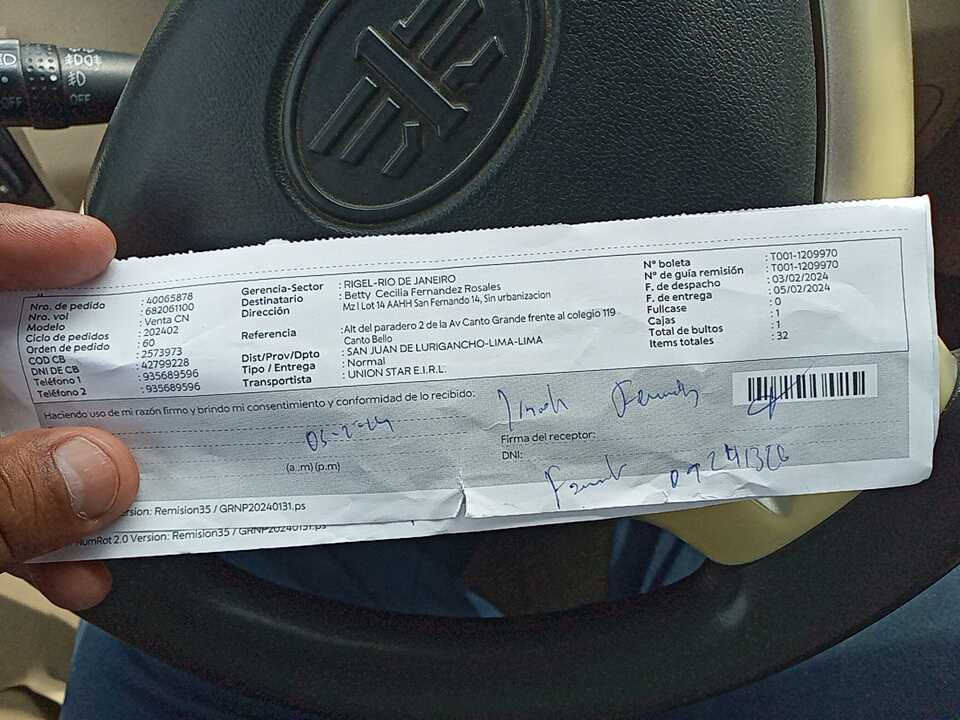 OFF
OFF
Nro. de pedido : 40065878
Nro. vol : 682061100
Modelo : Venta CN
Ciclo de pedidos : 202402
Orden de pedido : 60
COD CB : 2573973
DNI DE CB : 42799228
Teléfono 1 : 935689596
Teléfono 2 : 935689596
Gerencia-Sector : RIGEL-RIO DE JANEIRO
Destinatario : Betty Cecilia Fernandez Rosales
Dirección : Mz I Lot 14 AAHH San Fernando 14, Sin urbanizacion
Referencia : Alt del paradero 2 de la Av Canto Grande frente al colegio 119
Canto Bello
Dist/Prov/Dpto : SAN JUAN DE LURIGANCHO-LIMA-LIMA
Tipo / Entrega : Normal
Transportista : UNION STAR E.I.R.L.
N° boleta : T001-1209970
N° de guía remisión : T001-1209970
F. de despacho : 03/02/2024
F. de entrega : 05/02/2024
Fullcase : 0
Cajas : 1
Total de bultos : 1
Items totales : 32
Haciendo uso de mi razón firmo y brindo mi consentimiento y conformidad de lo recibido:
(a.m) (p.m)
Firma del receptor:
DNI:
ersion: Remision35 / GRNP20240131.ps
NumRot 2.0 Version: Remision35 / GRNP20240131.ps